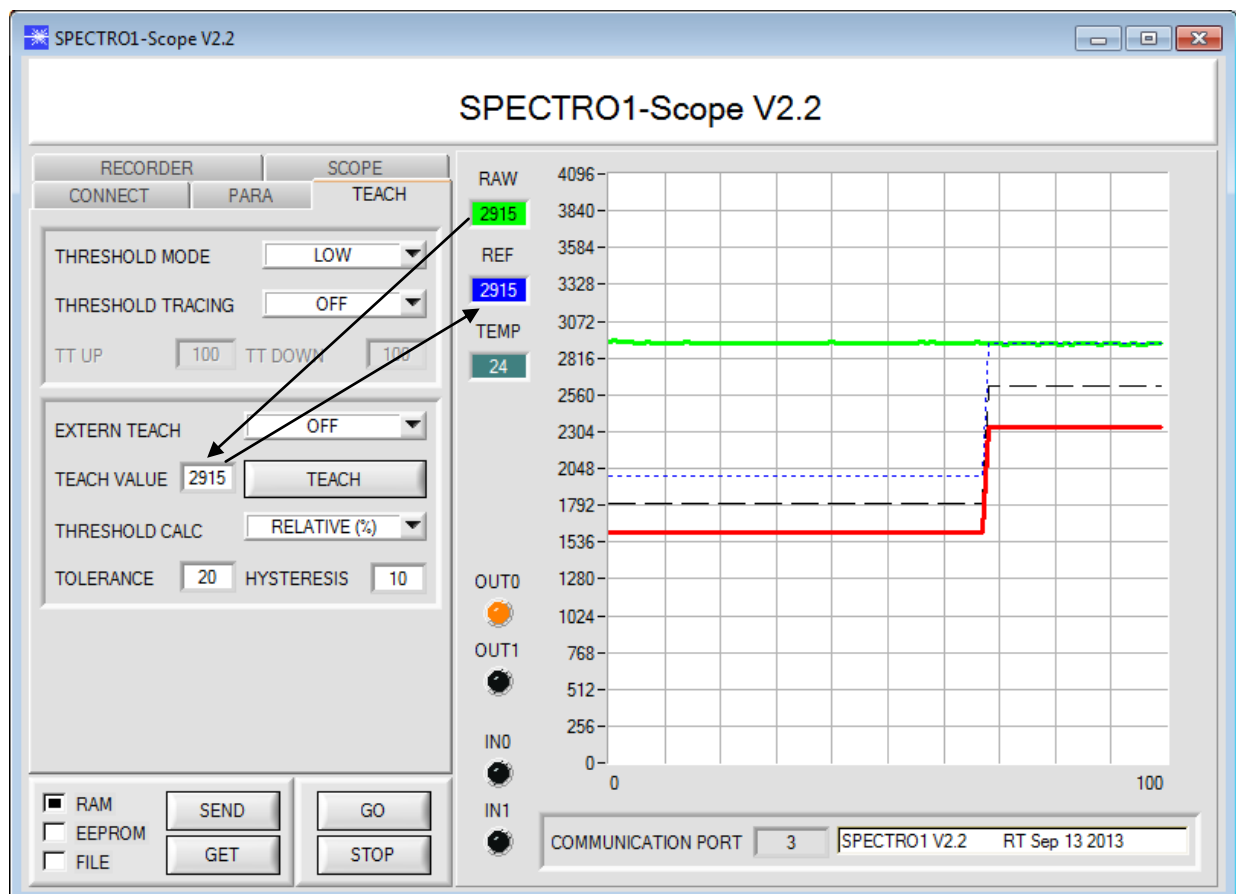 SPECTRO1-Scope V2.2
SPECTRO1-Scope V2.2
RECORDER SCOPE
CONNECT PARA TEACH
THRESHOLD MODE LOW
THRESHOLD TRACING OFF
TT UP 100 TT DOWN 100
EXTERN TEACH OFF
TEACH VALUE 2915 TEACH
THRESHOLD CALC RELATIVE (%)
TOLERANCE 20 HYSTERESIS 10
RAM
EEPROM
FILE
SEND
GET
GO
STOP
RAW
2915
REF
2915
TEMP
24
OUT0
OUT1
IN0
IN1
4096
3840
3584
3328
3072
2816
2560
2304
2048
1792
1536
1280
1024
768
512
256
0
0 100
COMMUNICATION PORT 3 SPECTRO1 V2.2 RT Sep 13 2013